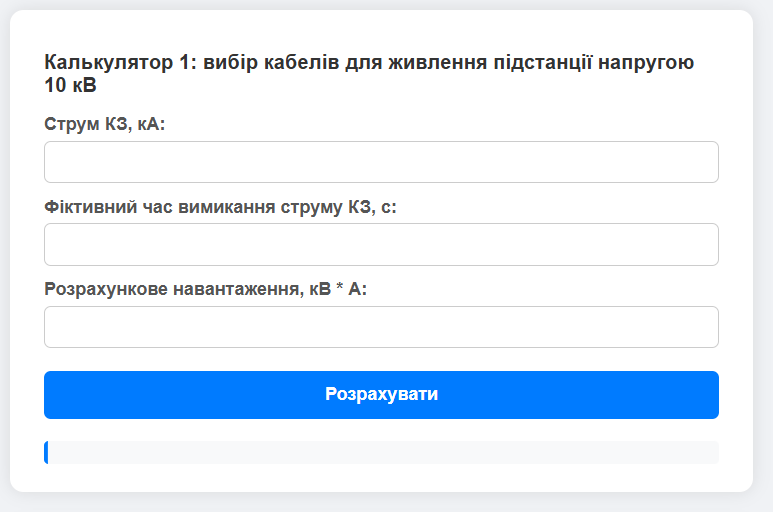 Калькулятор 1: вибір кабелів для живлення підстанції напругою
10 кВ
Струм КЗ, кА:
Фіктивний час вимикання струму КЗ, с:
Розрахункове навантаження, кВ * А:
Розрахувати